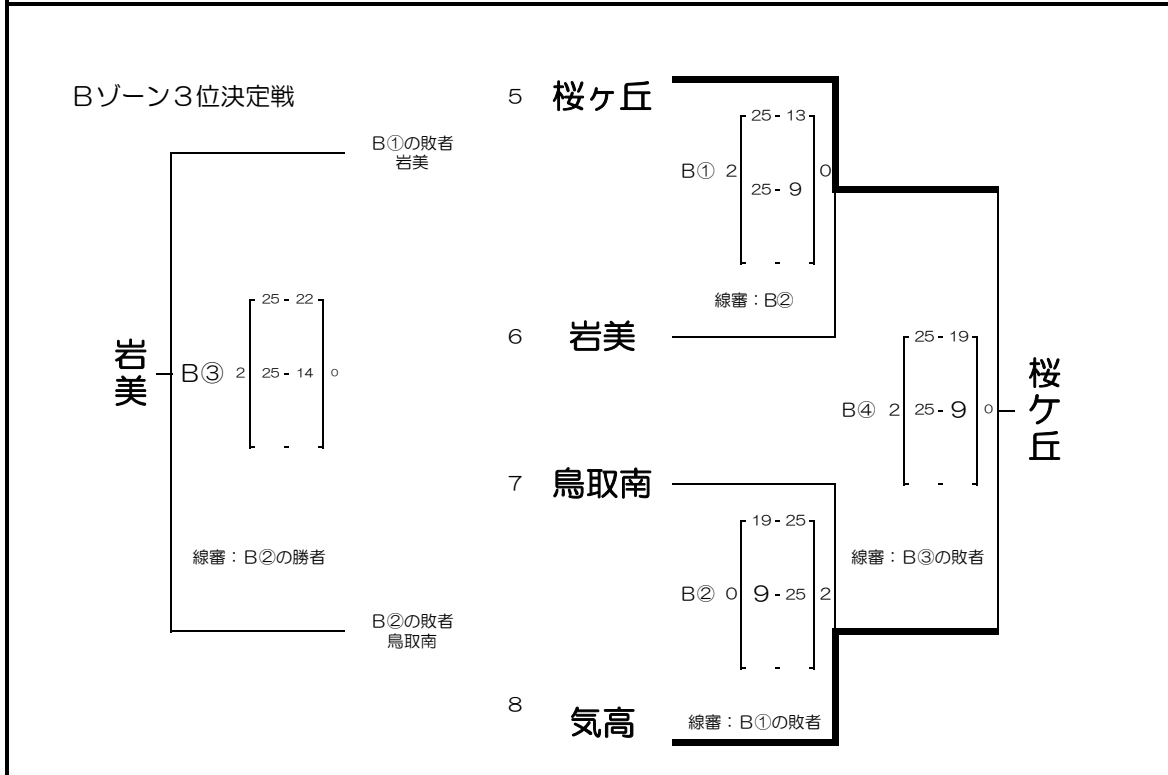 Bゾーン３位決定戦
B①の敗者
岩美
25 - 22
B③ 2 25 - 14 0
- 
岩美
線審：B②の勝者
B②の敗者
鳥取南
5 桜ヶ丘
25 - 13
B① 2 0
25 - 9
-
線審：B②
6 岩美
7 鳥取南
19 - 25
B② 0 9 - 25 2
-
8 気高
線審：B①の敗者
25 - 19
B④ 2 25 - 9 0
-
線審：B③の敗者
桜ケ丘